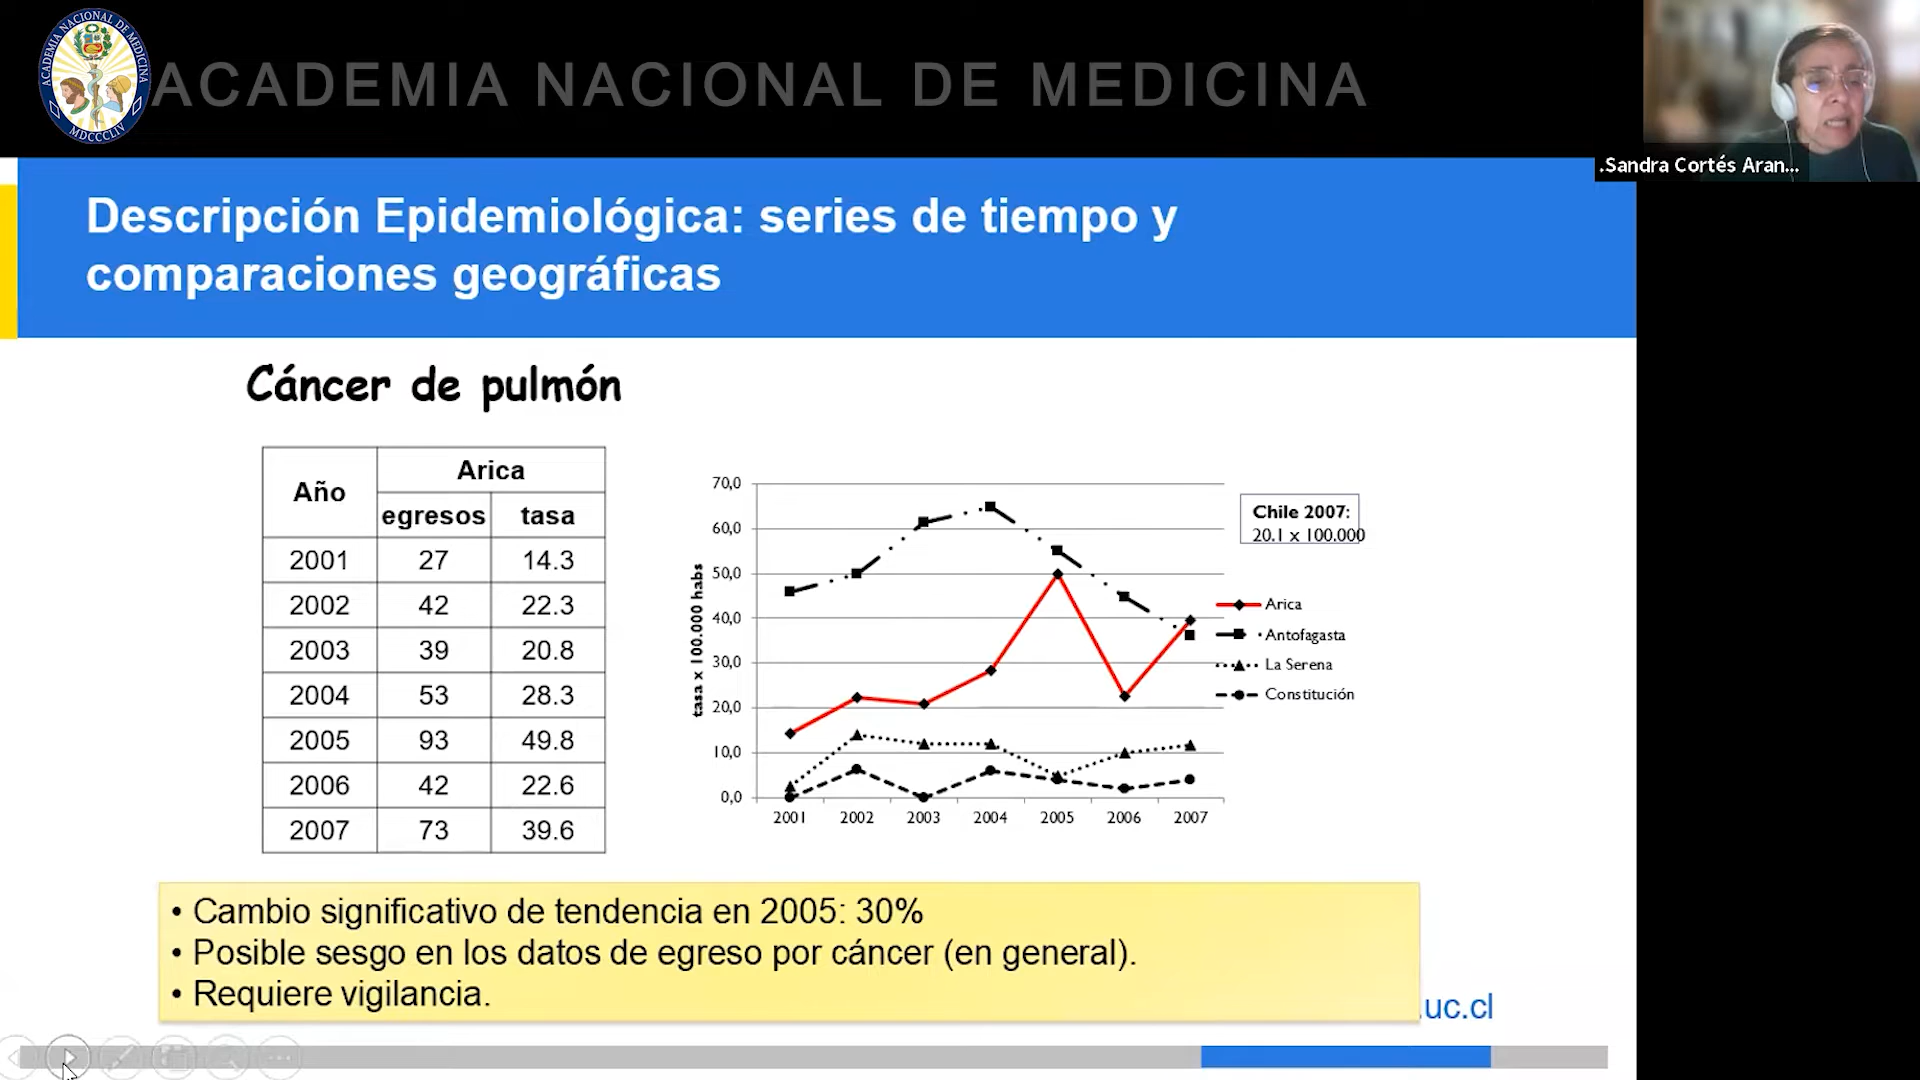 ACADEMIA NACIONAL DE MEDICINA
ACADEMIA NACIONAL DE MEDICINA
MDCCCLIV
.Sandra Cortés Aran...
Descripción Epidemiológica: series de tiempo y
comparaciones geográficas
Cáncer de pulmón
Año Arica
egresos tasa
2001 27 14.3
2002 42 22.3
2003 39 20.8
2004 53 28.3
2005 93 49.8
2006 42 22.6
2007 73 39.6
tasa x 100.000 habs
70,0
60,0
50,0
40,0
30,0
20,0
10,0
0,0
2001 2002 2003 2004 2005 2006 2007
Chile 2007:
20.1 x 100.000
Arica
Antofagasta
La Serena
Constitución
• Cambio significativo de tendencia en 2005: 30%
• Posible sesgo en los datos de egreso por cáncer (en general).
• Requiere vigilancia.
.uc.cl